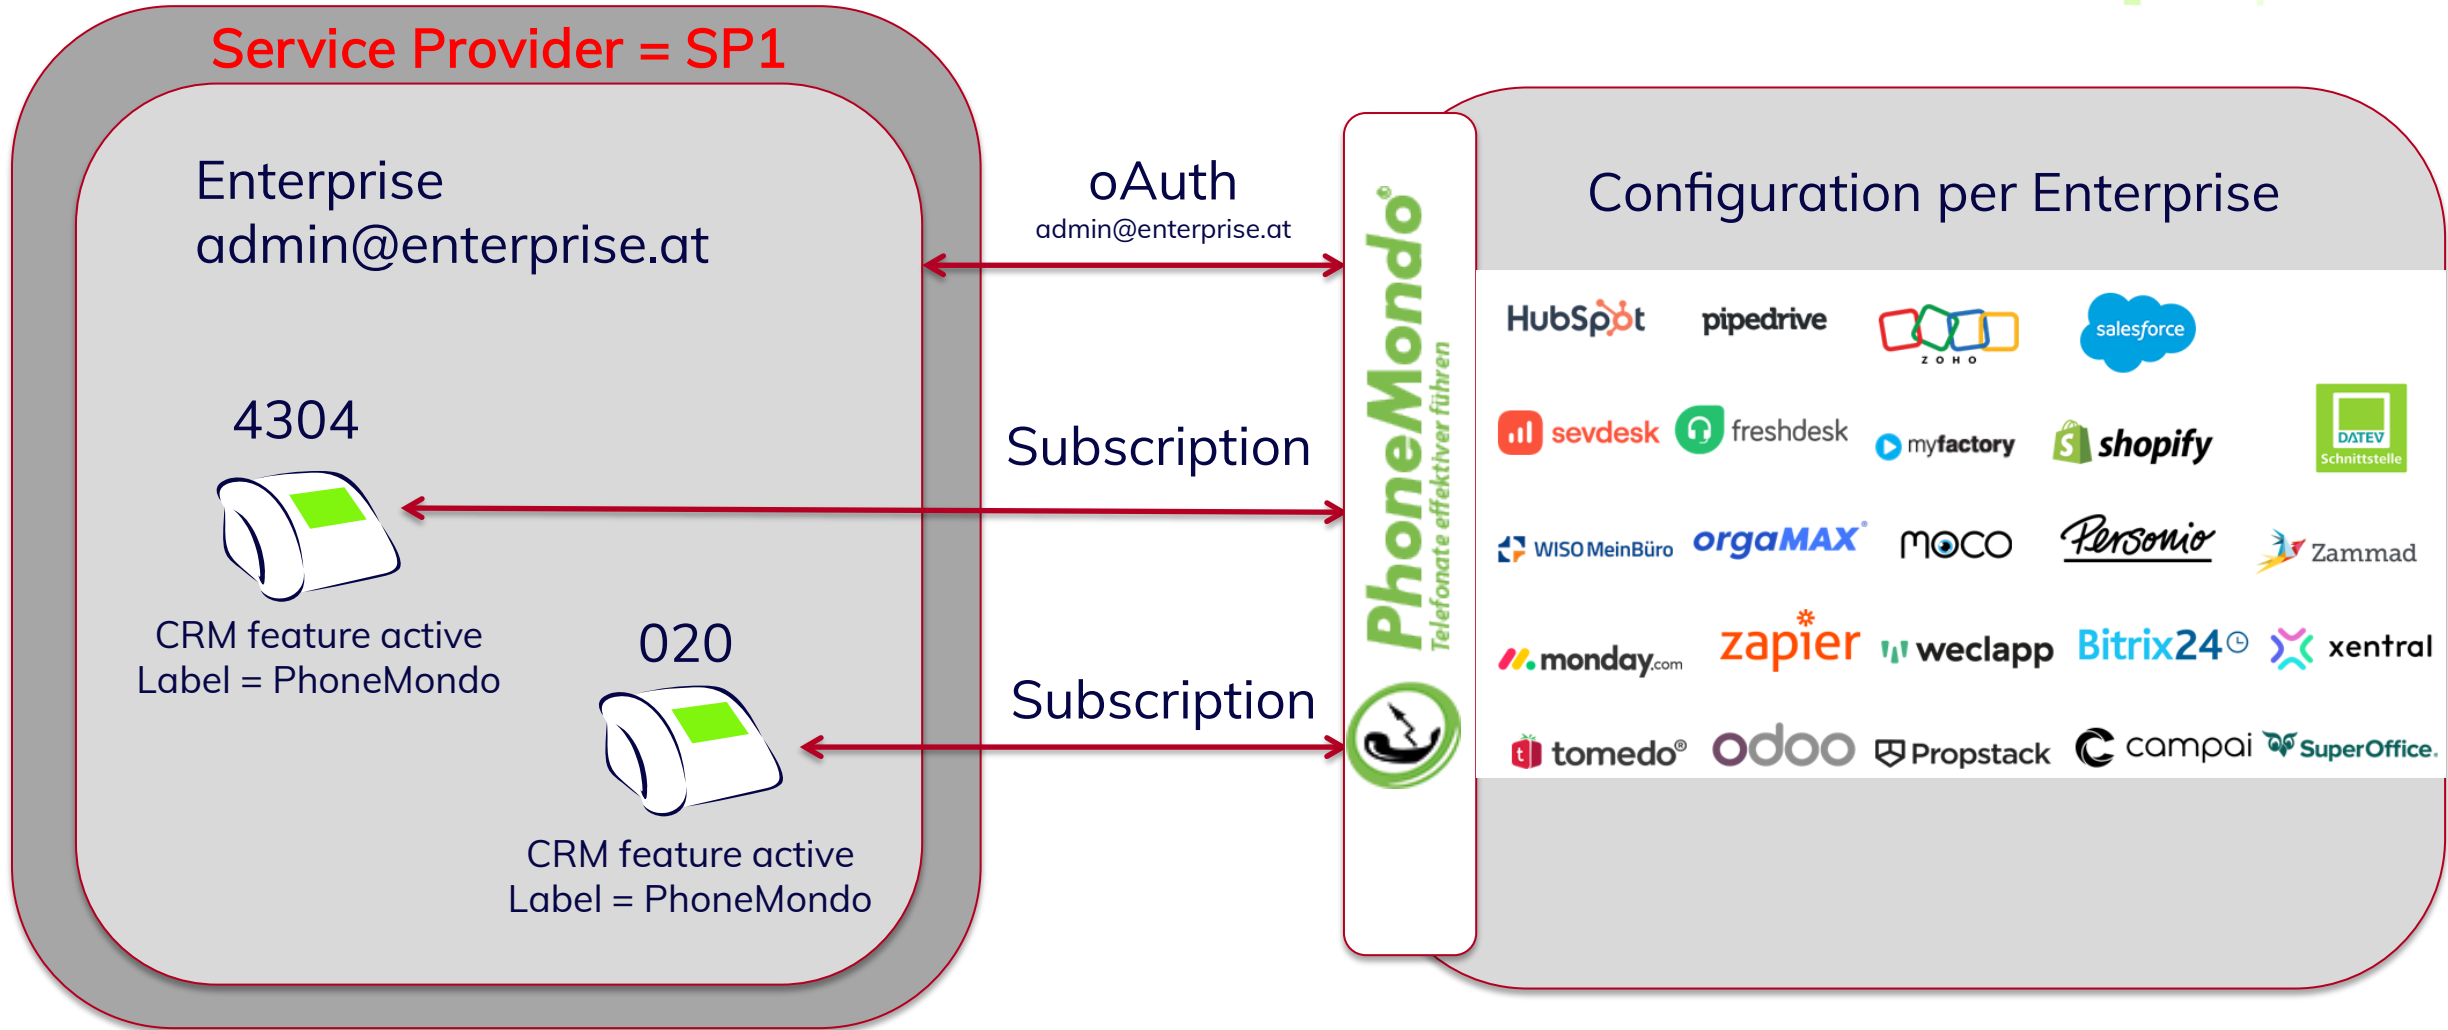 Service Provider = SP1
Enterprise
admin@enterprise.at
4304
CRM feature active
Label = PhoneMondo
020
CRM feature active
Label = PhoneMondo
oAuth
admin@enterprise.at
Subscription
Subscription
PhoneMondo
Telefonate effektiver führen
Configuration per Enterprise
HubSpot pipedrive ZOHO salesforce
sevdesk freshdesk myfactory shopify DATEV
Schnittstelle
WISO MeinBüro orgaMAX® MOCO Personio Zammad
monday.com zapier weclapp Bitrix24 xentral
tomedo® odoo Propstack campai SuperOffice.